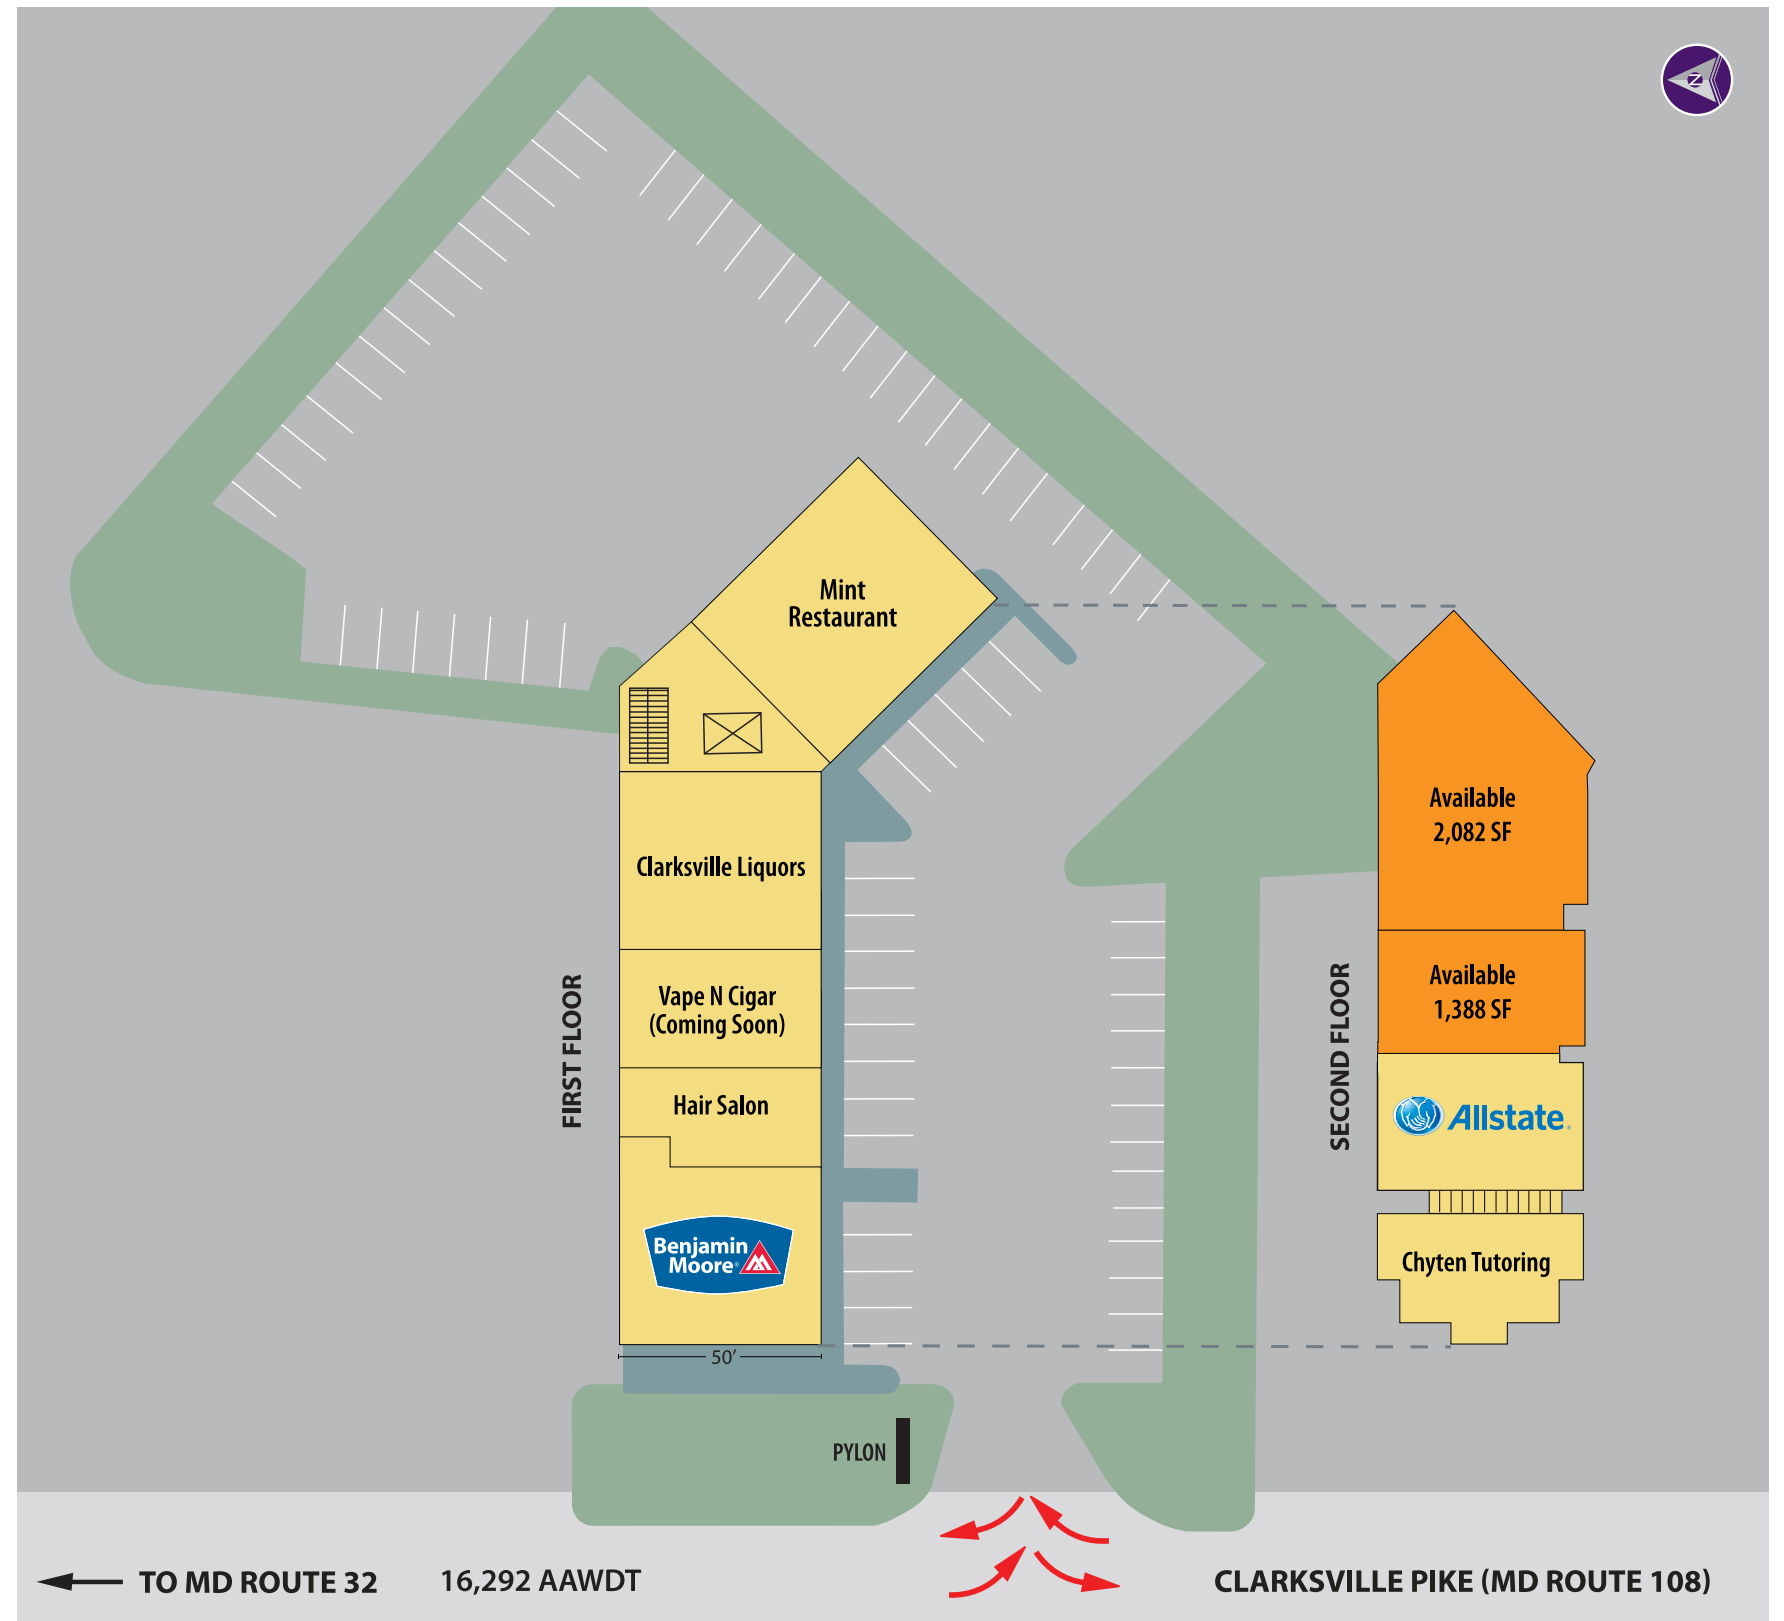 N
Mint
Restaurant
Clarksville Liquors
Vape N Cigar
(Coming Soon)
Hair Salon
Benjamin
Moore®
50’
FIRST FLOOR
Available
2,082 SF
Available
1,388 SF
Allstate®
Chyten Tutoring
SECOND FLOOR
PYLON
TO MD ROUTE 32
16,292 AAWDT
CLARKSVILLE PIKE (MD ROUTE 108)